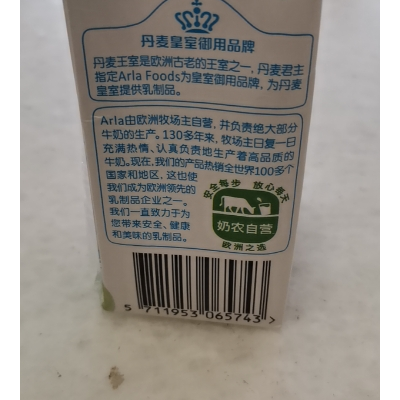 丹麦皇室御用品牌
丹麦王室是欧洲古老的王室之一，丹麦君主
指定Arla Foods为皇室御用品牌，为丹麦
皇室提供乳制品。
Arla由欧洲牧场主自营，并负责绝大部分
牛奶的生产。130多年来，牧场主日复一日
充满热情、认真负责地生产着高品质的
牛奶。现在，我们的产品热销全世界100多个
国家和地区，这也使
我们成为欧洲领先的
乳制品企业之一。
我们一直致力于为
您带来安全、健康
和美味的乳制品。
安全每步 放心每天
奶农自营
欧洲之选
5 711953 065743 >